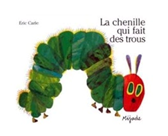 Eric Carle
La chenille
qui fait
des trous
Mijade